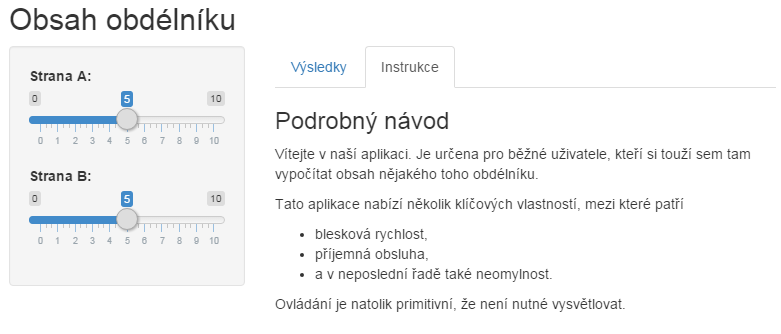 Obsah obdélníku
Strana A:
0 5 10
0 1 2 3 4 5 6 7 8 9 10
Strana B:
0 5 10
0 1 2 3 4 5 6 7 8 9 10
Výsledky Instrukce
Podrobný návod
Vítejte v naší aplikaci. Je určena pro běžné uživatele, kteří si touží sem tam
vypočítat obsah nějakého toho obdélníku.
Tato aplikace nabízí několik klíčových vlastností, mezi které patří
• blesková rychlost,
• příjemná obsluha,
• a v neposlední řadě také neomylnost.
Ovládání je natolik primitivní, že není nutné vysvětlovat.